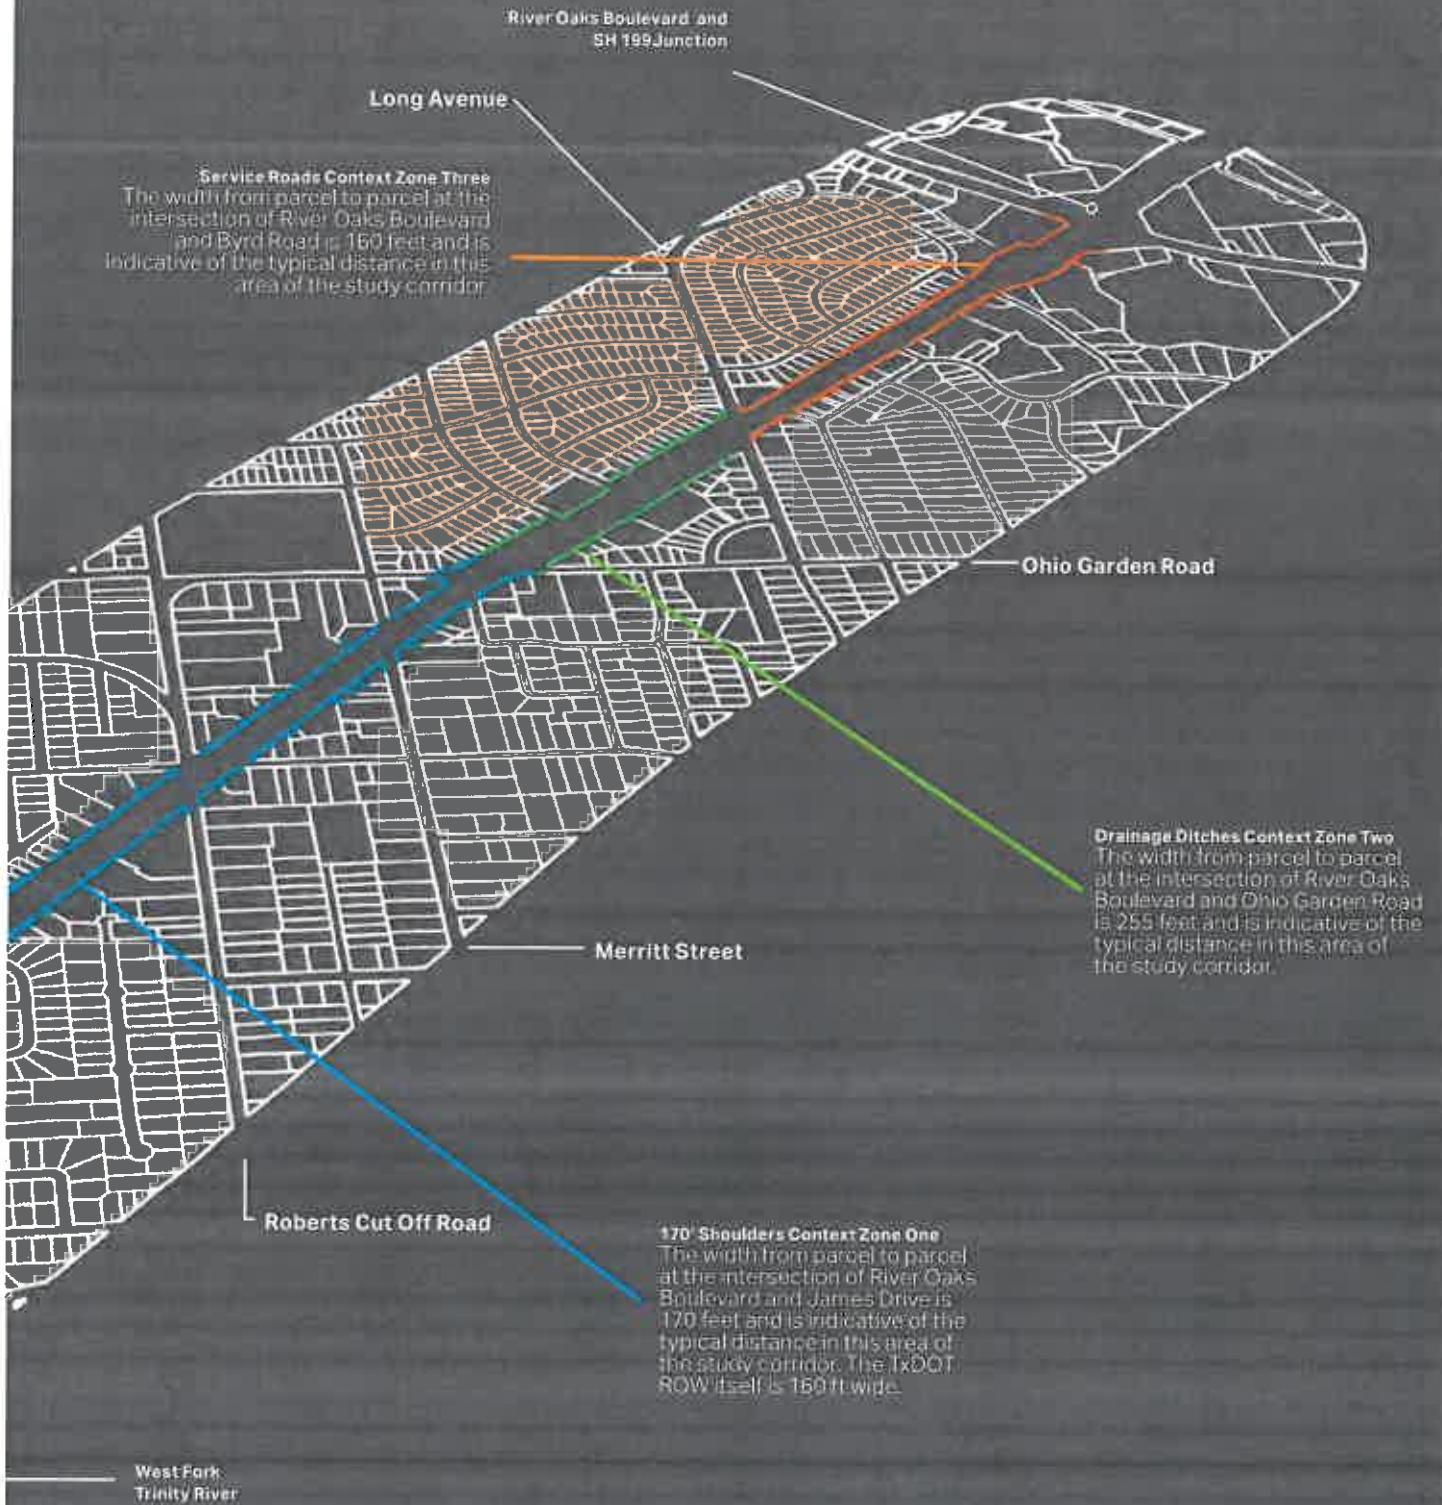 River Oaks Boulevard and
SH 199 Junction
Long Avenue
Service Roads Context Zone Three
The width from parcel to parcel at the
intersection of River Oaks Boulevard
and Byrd Road is 160 feet and is
indicative of the typical distance in this
area of the study corridor
Ohio Garden Road
Drainage Ditches Context Zone Two
The width from parcel to parcel
at the intersection of River Oaks
Boulevard and Ohio Garden Road
is 255 feet and is indicative of the
typical distance in this area of
the study corridor.
Merritt Street
Roberts Cut Off Road
170' Shoulders Context Zone One
The width from parcel to parcel
at the intersection of River Oaks
Boulevard and James Drive is
170 feet and is indicative of the
typical distance in this area of
the study corridor. The TxDOT
ROW itself is 160 ft wide.
West Fork
Trinity River